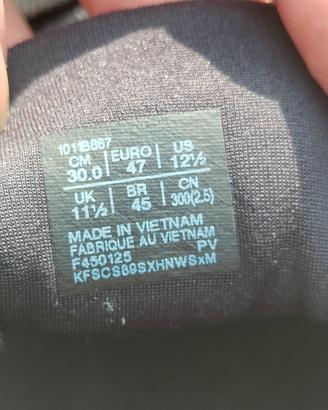 1011B867
CM EURO US
30.0 47 12½
UK BR CN
11½ 45 300(2.5)
MADE IN VIETNAM
FABRIQUE AU VIETNAM
F450125 PV
KFSCS89SXHNWSxM